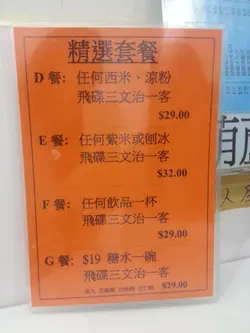 精選套餐
D 餐: 任何西米、涼粉
飛碟三文治一客
$29.00
E 餐: 任何紫米或刨冰
飛碟三文治一客
$32.00
F 餐: 任何飲品一杯
飛碟三文治一客
$29.00
G 餐: $19 糖水一碗
飛碟三文治一客
$29.00